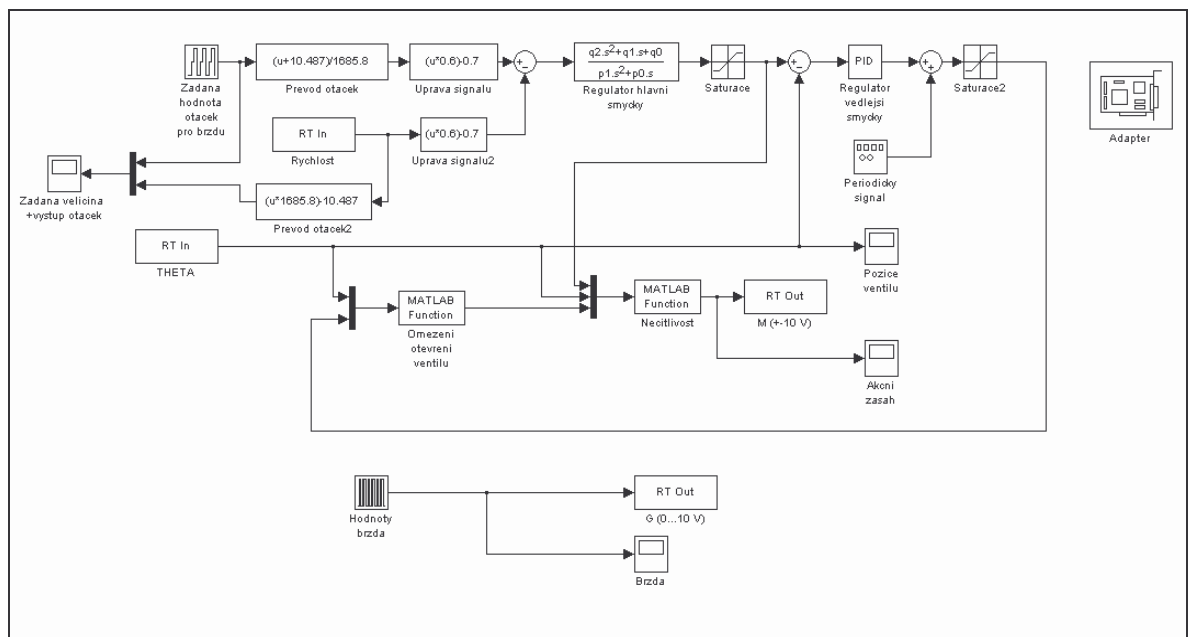 Zadana
hodnota
otacek
pro brzdu
(u+10.487)/1685.8
Prevod otacek
(u*0.6)-0.7
Uprava signalu
q2.s²+q1.s+q0
p1.s²+p0.s
Regulator hlavni
smycky
Saturace
PID
Regulator
vedlejsi
smycky
Saturace2
Adapter
RT In
Rychlost
(u*0.6)-0.7
Uprava signalu2
Periodicky
signal
Zadana velicina
+vystup otacek
(u*1685.8)-10.487
Prevod otacek2
RT In
THETA
Pozice
ventilu
MATLAB
Function
Omezeni
otevreni
ventilu
MATLAB
Function
Necitlivost
RT Out
M (+-10 V)
Akcni
zasah
Hodnoty
brzda
RT Out
G (0...10 V)
Brzda